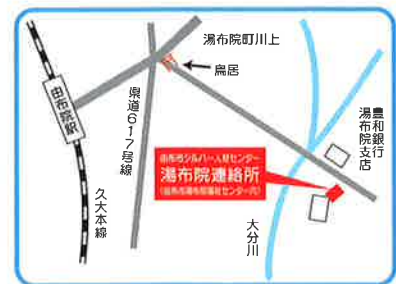 湯布院町川上
鳥居
由布院駅
県道617号線
久大本線
豊和銀行
湯布院支店
由布市シルバー人材センター
湯布院連絡所
(由布市湯布院福祉センター内)
大分川